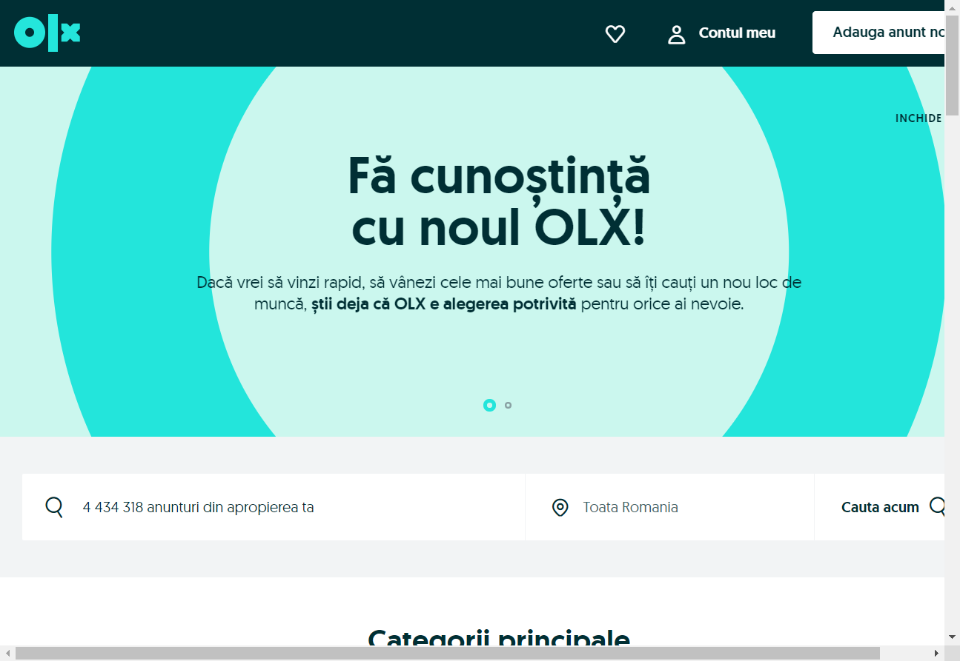 olx
Contul meu
Adauga anunt no
INCHIDE
Fă cunoștință
cu noul OLX!
Dacă vrei să vinzi rapid, să vânezi cele mai bune oferte sau să îți cauți un nou loc de
muncă, știi deja că OLX e alegerea potrivită pentru orice ai nevoie.
4 434 318 anunturi din apropierea ta
Toata Romania
Cauta acum
Categorii principale